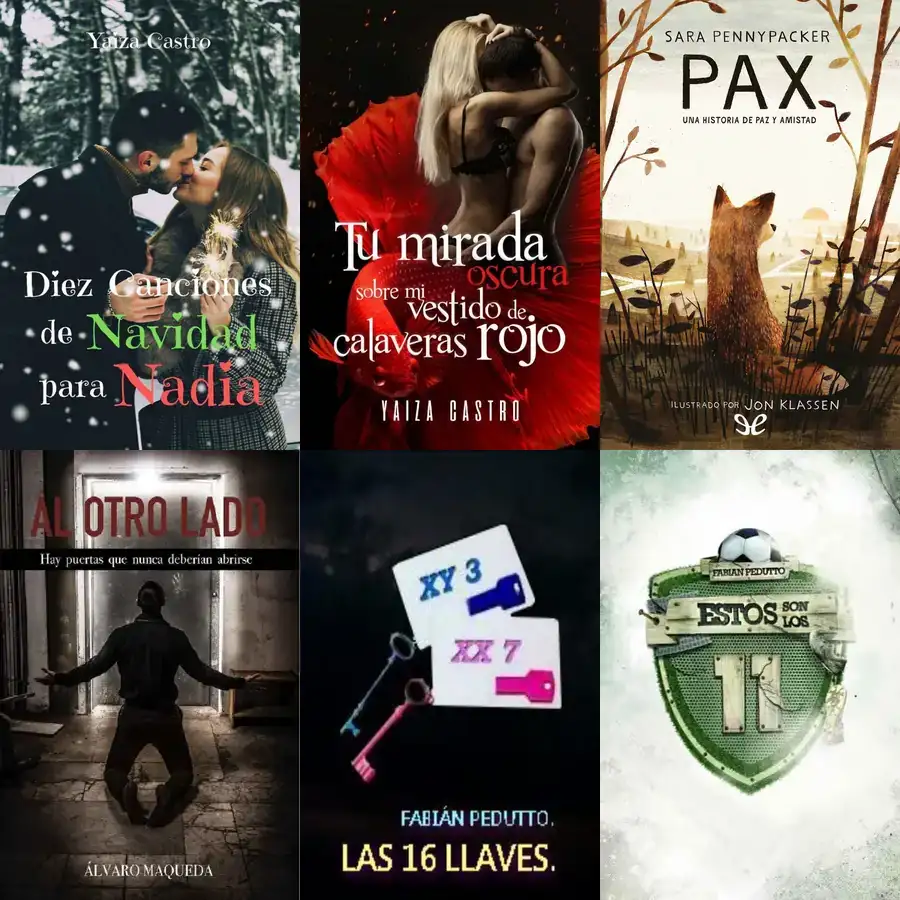 Yaiza Castro
Diez Canciones
de Navidad
para Nadia
Tu mirada
oscura
sobre mi
vestido de
calaveras rojo
YAIZA CASTRO
SARA PENNYPACKER
PAX
UNA HISTORIA DE PAZ Y AMISTAD
ILUSTRADO POR JON KLASSEN
AL OTRO LADO
Hay puertas que nunca deberían abrirse
ÁLVARO MAQUEDA
XY 3
XX 7
FABIÁN PEDUTTO.
LAS 16 LLAVES.
FABIAN PEDUTTO
ESTOS SON
LOS
11